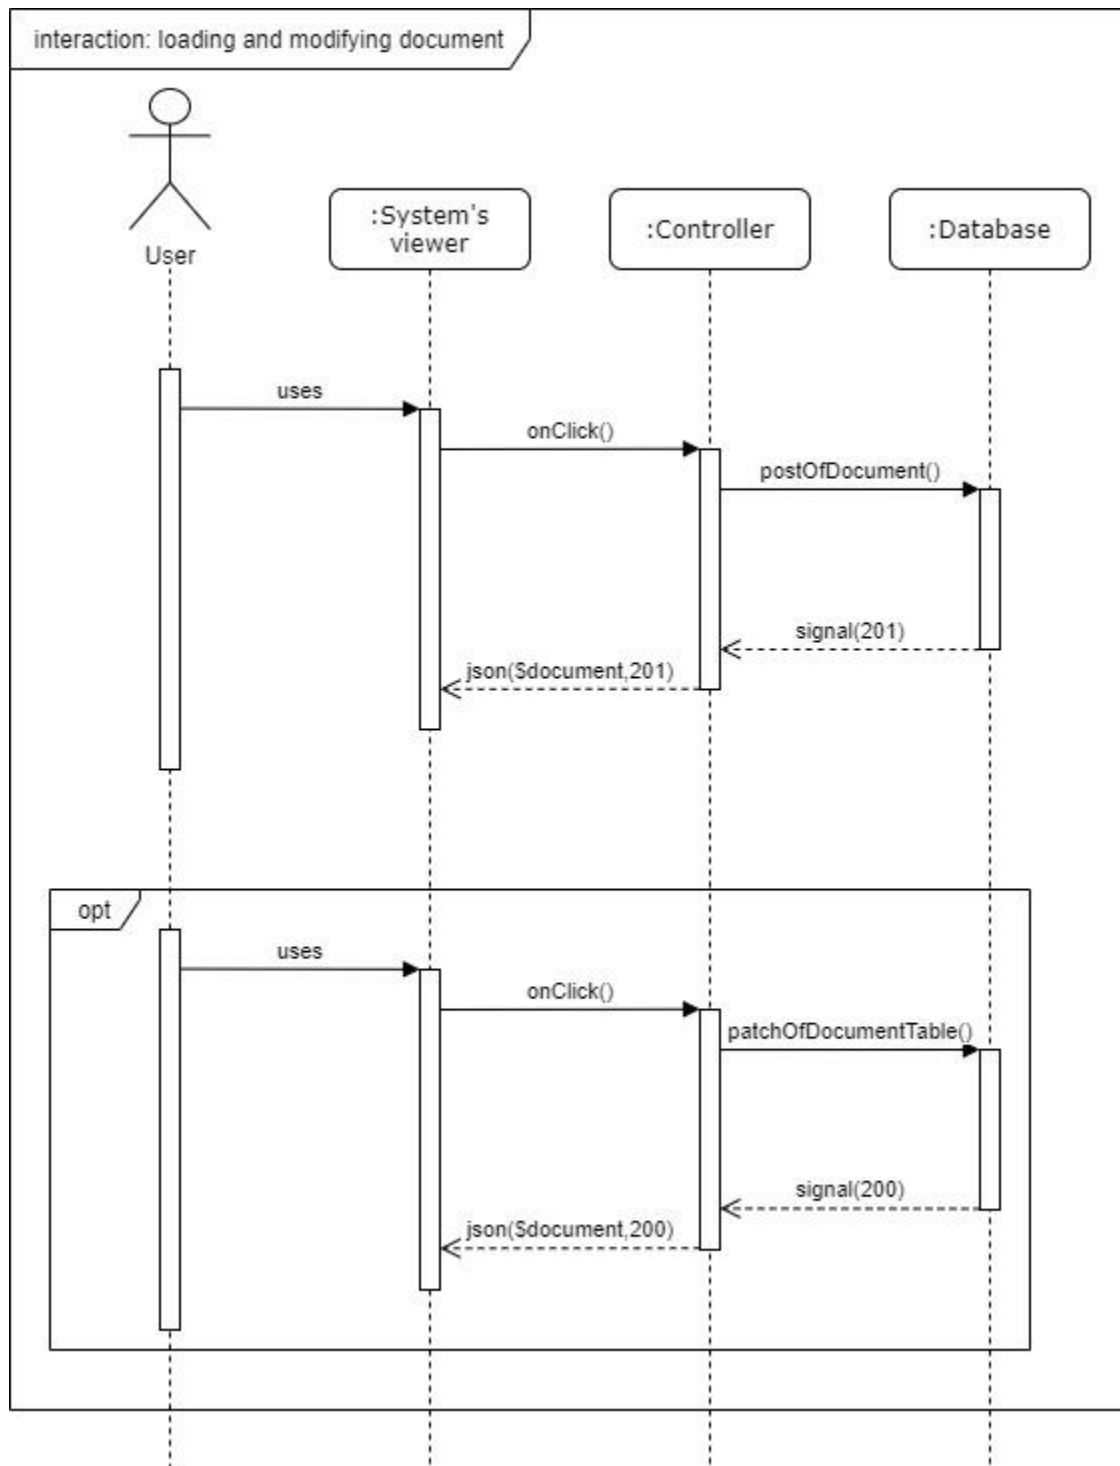 interaction: loading and modifying document
User
:System's
viewer
:Controller
:Database
uses
onClick()
postOfDocument()
signal(201)
json($document,201)
opt
uses
onClick()
patchOfDocumentTable()
signal(200)
json($document,200)